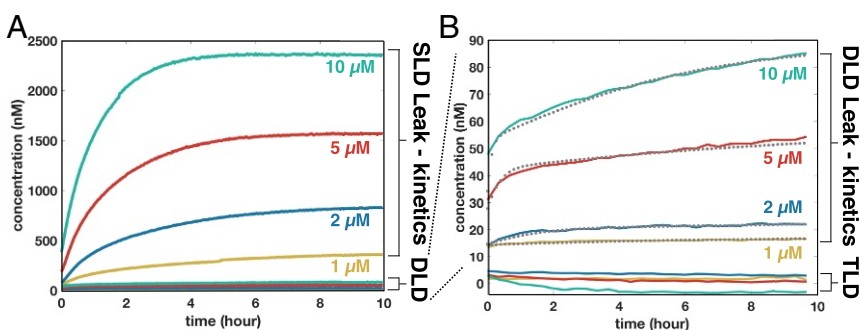 A
2500
2000
1500
1000
500
0
concentration (nM)
0
2
4
6
8
10
time (hour)
10 µM
5 µM
2 µM
1 µM
SLD Leak - kinetics
DLD
B
90
80
70
60
50
40
30
20
10
0
concentration (nM)
0
2
4
6
8
10
time (hour)
10 µM
5 µM
2 µM
1 µM
DLD Leak - kinetics
TLD